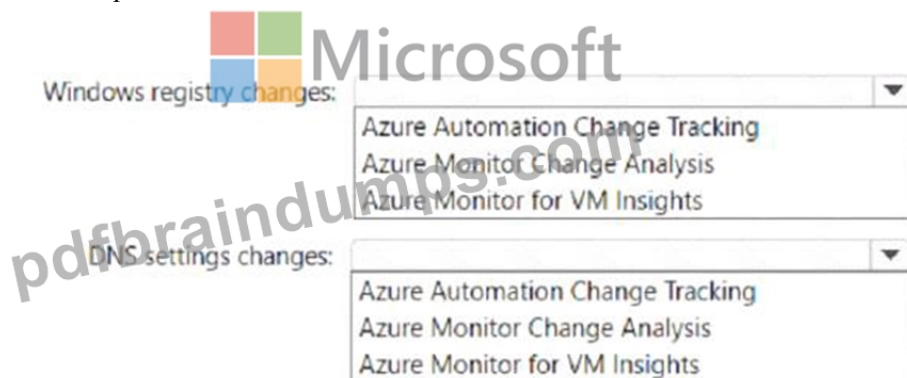 Microsoft
Windows registry changes:
Azure Automation Change Tracking
Azure Monitor Change Analysis
Azure Monitor for VM Insights
pdfbraindumps.com
DNS settings changes:
Azure Automation Change Tracking
Azure Monitor Change Analysis
Azure Monitor for VM Insights